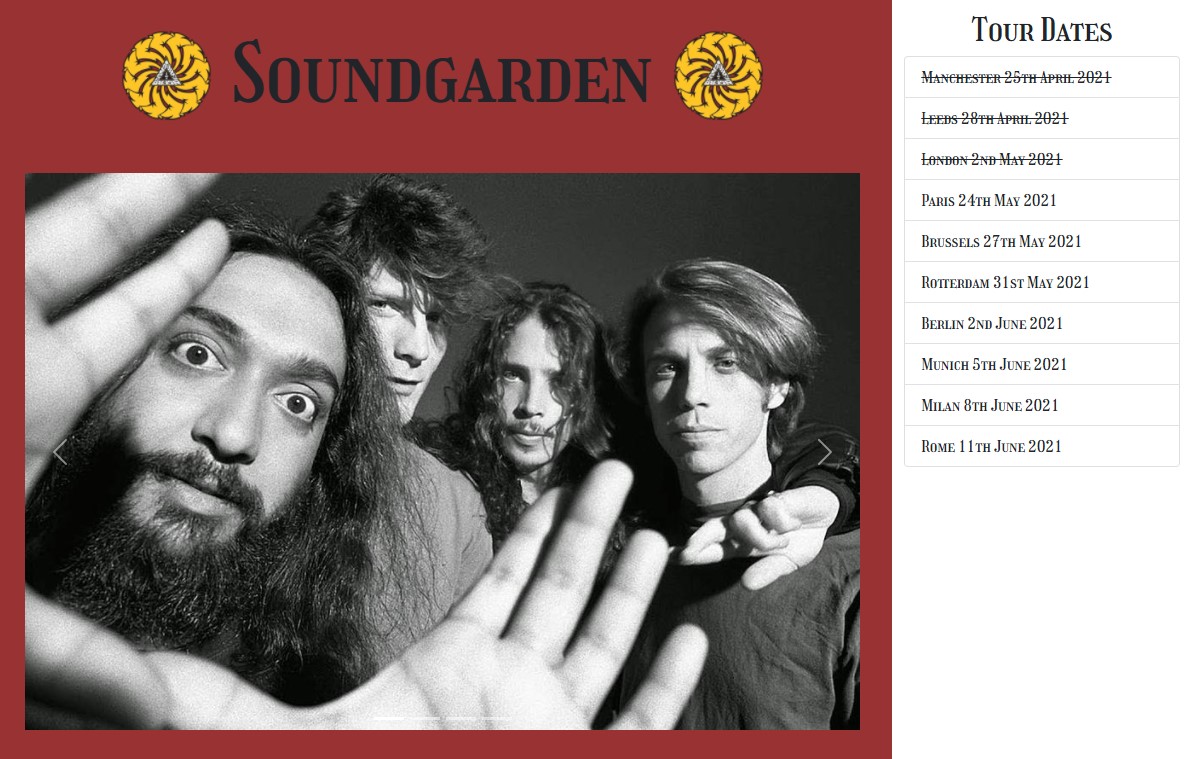 Soundgarden
Tour Dates
Manchester 25th April 2021
Leeds 28th April 2021
London 2nd May 2021
Paris 24th May 2021
Brussels 27th May 2021
Rotterdam 31st May 2021
Berlin 2nd June 2021
Munich 5th June 2021
Milan 8th June 2021
Rome 11th June 2021